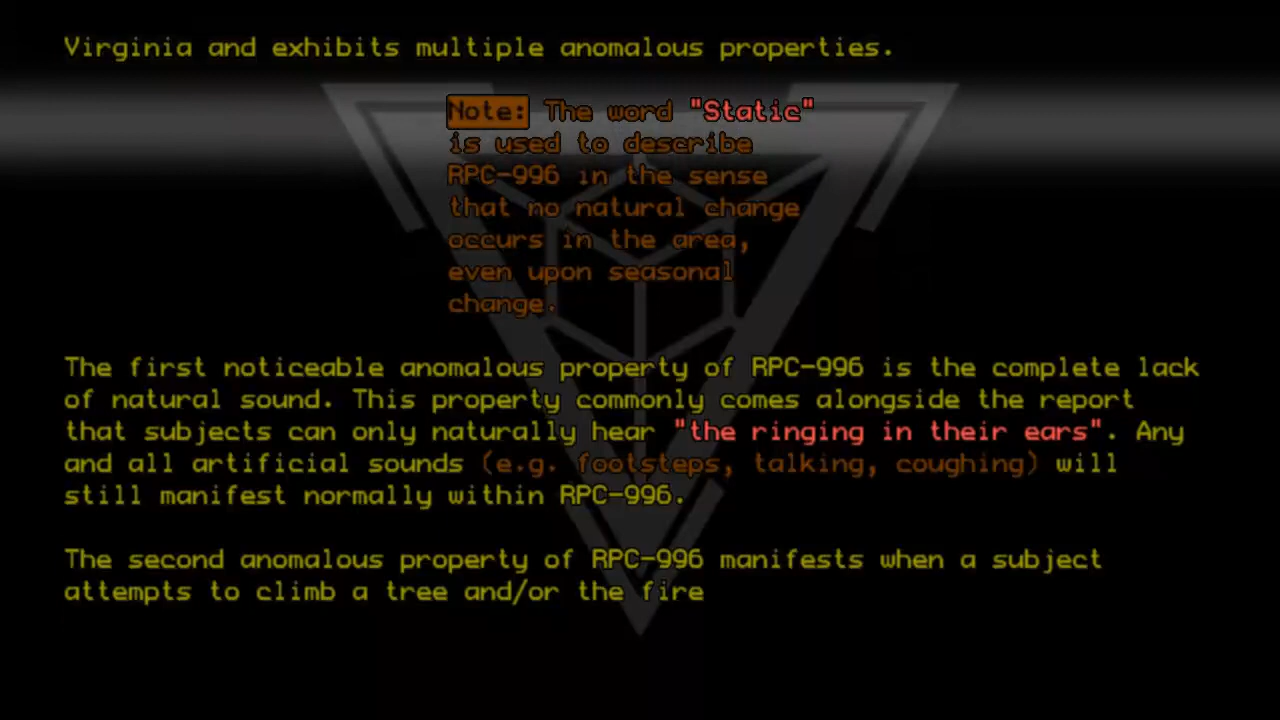 Virginia and exhibits multiple anomalous properties.
Note: The word "Static"
is used to describe
RPC-996 in the sense
that no natural change
occurs in the area,
even upon seasonal
change.
The first noticeable anomalous property of RPC-996 is the complete lack
of natural sound. This property commonly comes alongside the report
that subjects can only naturally hear "the ringing in their ears". Any
and all artificial sounds (e.g. footsteps, talking, coughing) will
still manifest normally within RPC-996.
The second anomalous property of RPC-996 manifests when a subject
attempts to climb a tree and/or the fire